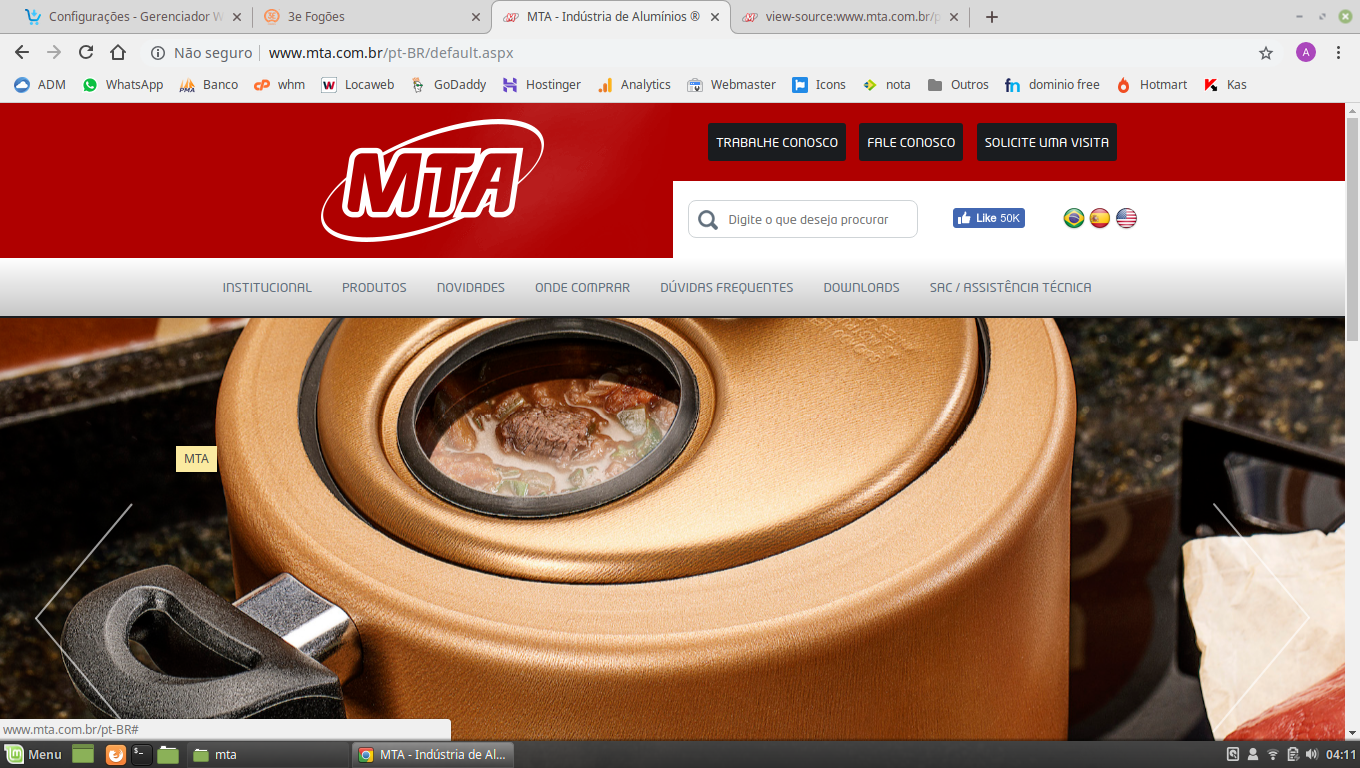 Configurações - Gerenciador W
3e Fogões
MTA - Indústria de Alumínios ®
view-source:www.mta.com.br/p
Não seguro
www.mta.com.br/pt-BR/default.aspx
A
ADM
WhatsApp
Banco
whm
Locaweb
GoDaddy
Hostinger
Analytics
Webmaster
Icons
nota
Outros
dominio free
Hotmart
Kas
MTA
TRABALHE CONOSCO
FALE CONOSCO
SOLICITE UMA VISITA
Digite o que deseja procurar
Like 50K
INSTITUCIONAL
PRODUTOS
NOVIDADES
ONDE COMPRAR
DÚVIDAS FREQUENTES
DOWNLOADS
SAC / ASSISTÊNCIA TÉCNICA
MTA
www.mta.com.br/pt-BR#
Menu
mta
MTA - Indústria de Al...
04:11